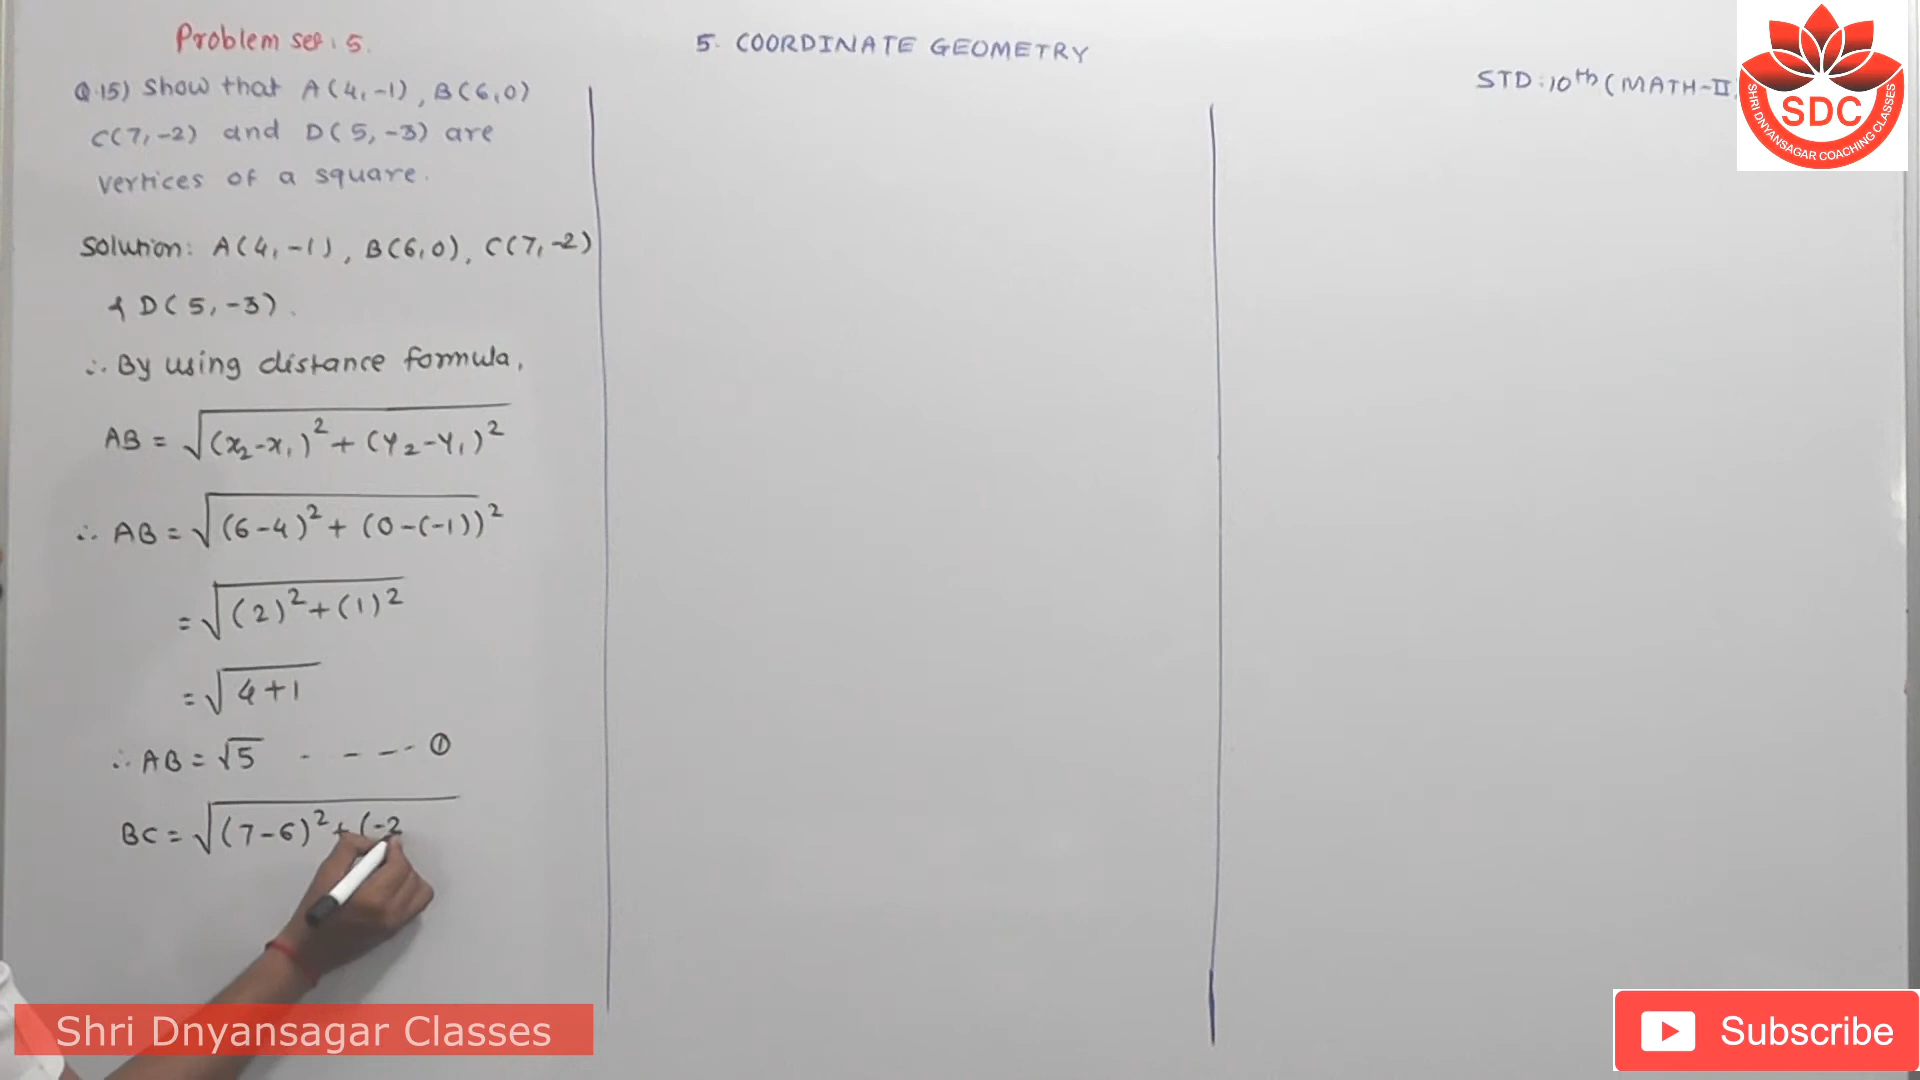 Problem set: 5.
Q.15) Show that A(4,-1), B(6,0)
C(7,-2) and D(5,-3) are
vertices of a square.
Solution: A(4,-1), B(6,0), C(7,-2)
& D(5,-3).
∴ By using distance formula,
AB = √(x₂-x₁)² + (y₂-y₁)²
∴ AB = √(6-4)² + (0-(-1))²
= √(2)² + (1)²
= √4+1
∴ AB = √5 - - - - ①
BC = √(7-6)² + (-2
5. COORDINATE GEOMETRY
STD: 10th (MATH-II
SHRI DNYANSAGAR COACHING CLASSES
SDC
Shri Dnyansagar Classes
Subscribe